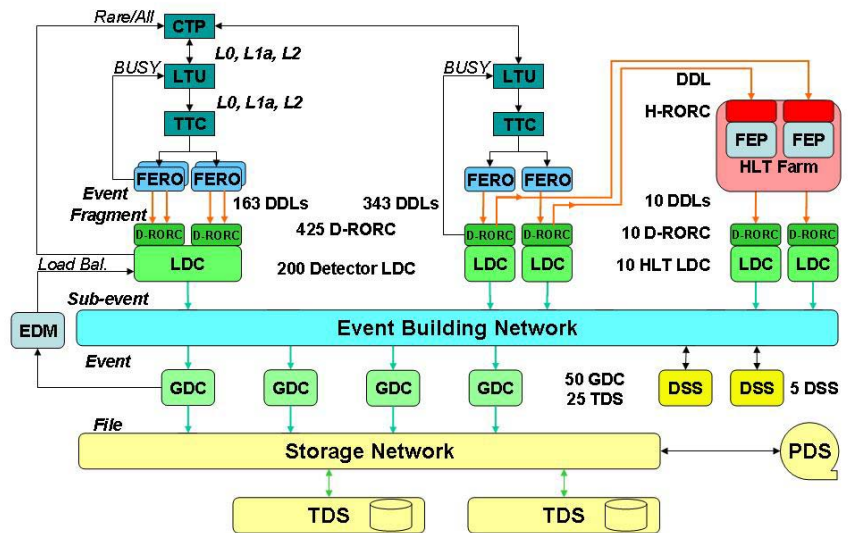 Rare/All
CTP
L0, L1a, L2
BUSY
LTU
BUSY
LTU
DDL
L0, L1a, L2
H-RORC
TTC
TTC
FEP
FEP
HLT Farm
FERO
FERO
FERO
FERO
Event
Fragment
163 DDLs
343 DDLs
10 DDLs
D-RORC
D-RORC
425 D-RORC
D-RORC
D-RORC
10 D-RORC
D-RORC
D-RORC
Load Bal.
LDC
200 Detector LDC
LDC
LDC
10 HLT LDC
LDC
LDC
Sub-event
EDM
Event Building Network
Event
GDC
GDC
GDC
GDC
50 GDC
25 TDS
DSS
DSS
5 DSS
File
Storage Network
PDS
TDS
TDS